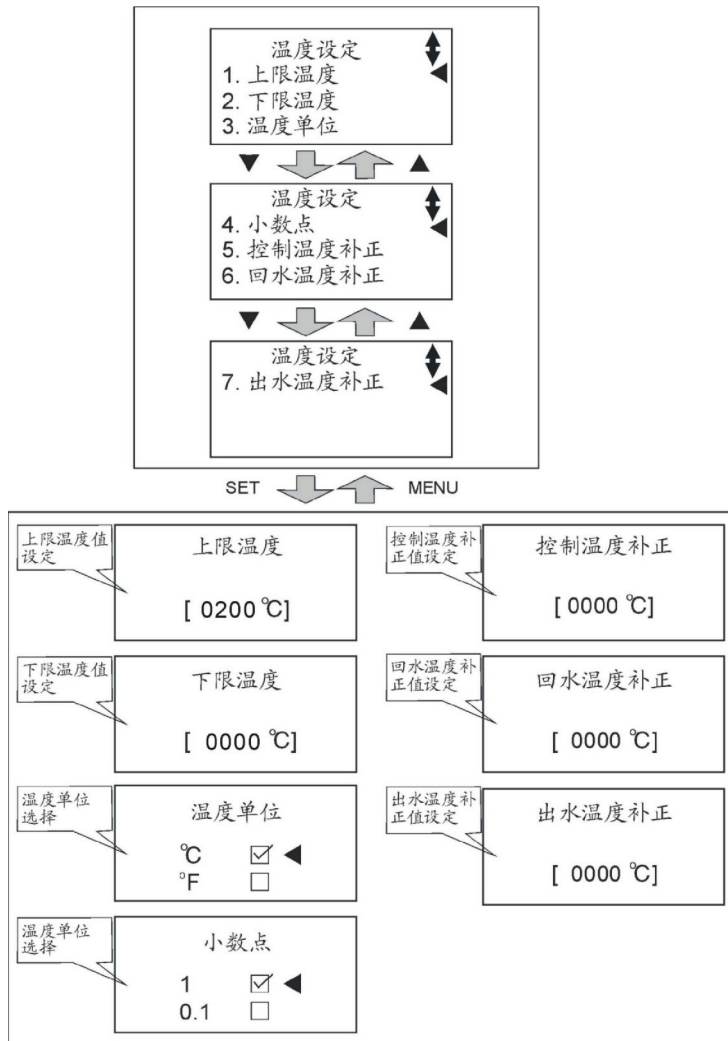 温度设定
1. 上限温度
2. 下限温度
3. 温度单位
温度设定
4. 小数点
5. 控制温度补正
6. 回水温度补正
温度设定
7. 出水温度补正
SET MENU
上限温度值
设定
上限温度
[ 0200 ℃]
控制温度补
正值设定
控制温度补正
[ 0000 ℃]
下限温度值
设定
下限温度
[ 0000 ℃]
回水温度补
正值设定
回水温度补正
[ 0000 ℃]
温度单位
选择
温度单位
℃
°F
出水温度补
正值设定
出水温度补正
[ 0000 ℃]
温度单位
选择
小数点
1
0.1